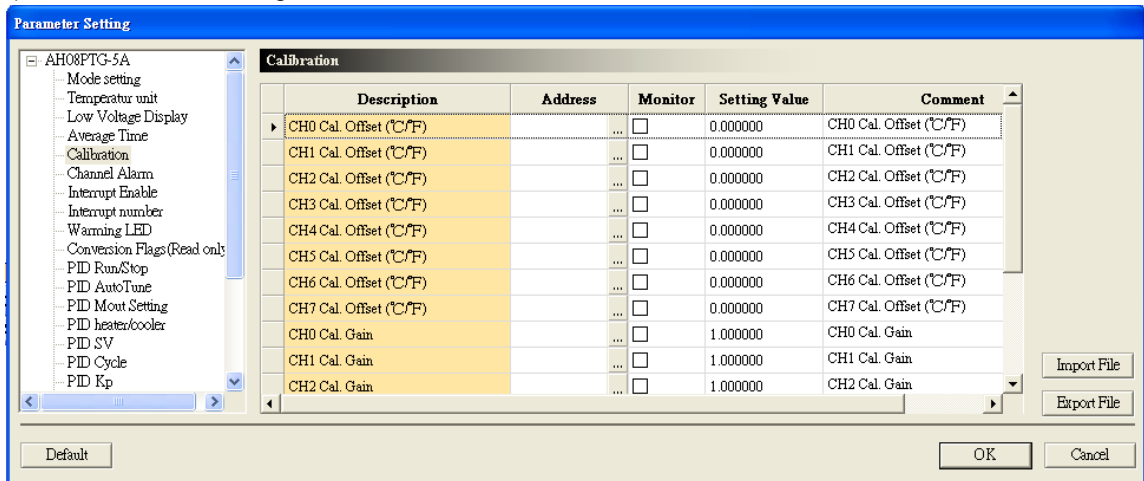 Parameter Setting
AH08PTG-5A
Mode setting
Temperatur unit
Low Voltage Display
Average Time
Calibration
Channel Alarm
Interrupt Enable
Interrupt number
Warning LED
Conversion Flags(Read only
PID Run/Stop
PID AutoTune
PID Mout Setting
PID heater/cooler
PID SV
PID Cycle
PID Kp
Calibration
Description Address Monitor Setting Value Comment
CH0 Cal. Offset (℃/℉) ... 0.000000 CH0 Cal. Offset (℃/℉)
CH1 Cal. Offset (℃/℉) ... 0.000000 CH1 Cal. Offset (℃/℉)
CH2 Cal. Offset (℃/℉) ... 0.000000 CH2 Cal. Offset (℃/℉)
CH3 Cal. Offset (℃/℉) ... 0.000000 CH3 Cal. Offset (℃/℉)
CH4 Cal. Offset (℃/℉) ... 0.000000 CH4 Cal. Offset (℃/℉)
CH5 Cal. Offset (℃/℉) ... 0.000000 CH5 Cal. Offset (℃/℉)
CH6 Cal. Offset (℃/℉) ... 0.000000 CH6 Cal. Offset (℃/℉)
CH7 Cal. Offset (℃/℉) ... 0.000000 CH7 Cal. Offset (℃/℉)
CH0 Cal. Gain ... 1.000000 CH0 Cal. Gain
CH1 Cal. Gain ... 1.000000 CH1 Cal. Gain
CH2 Cal. Gain ... 1.000000 CH2 Cal. Gain
Import File
Export File
Default
OK
Cancel